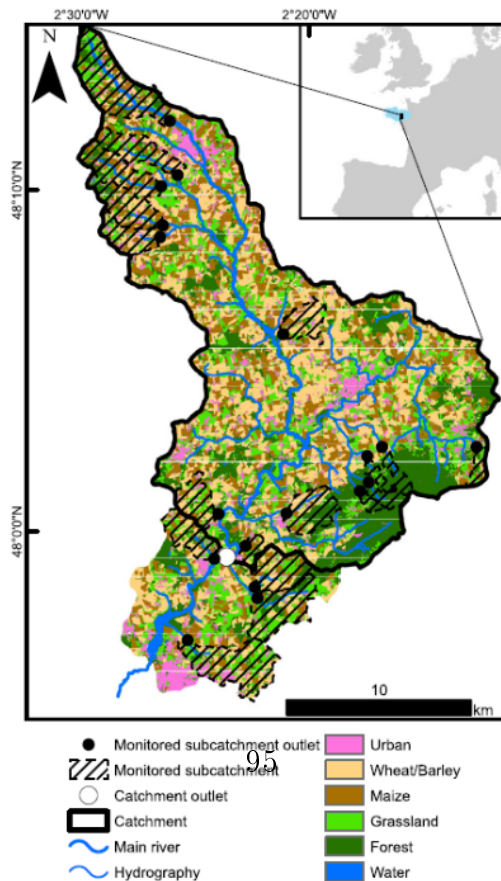 2°30'0"W 2°20'0"W
N
48°10'0"N
48°0'0"N
10
km
Monitored subcatchment outlet Urban
Monitored subcatchment Wheat/Barley
95
Catchment outlet Maize
Catchment Grassland
Main river Forest
Hydrography Water